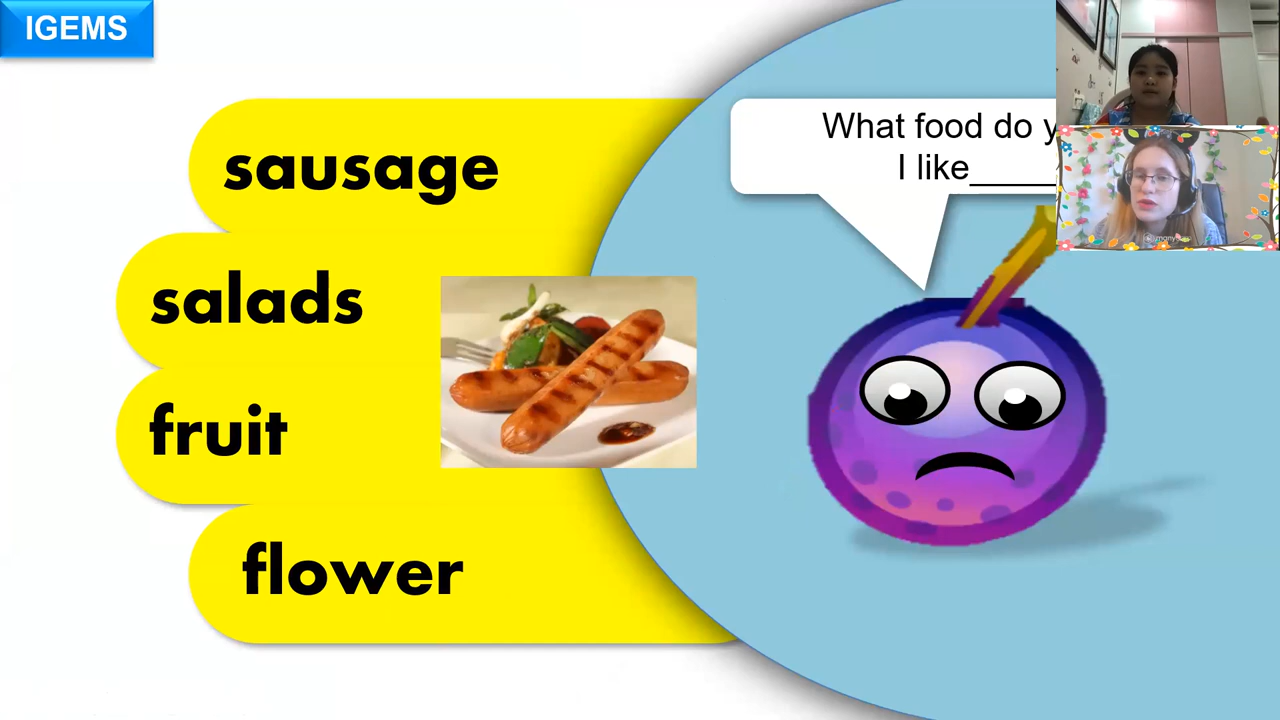 IGEMS
What food do y
I like_____
sausage
salads
fruit
flower